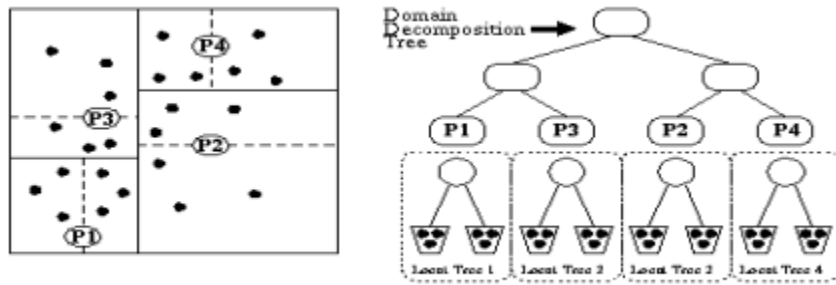 P4
P3
P2
P1
Domain
Decomposition
Tree
P1 P3 P2 P4
Local Tree 1 Local Tree 2 Local Tree 3 Local Tree 4